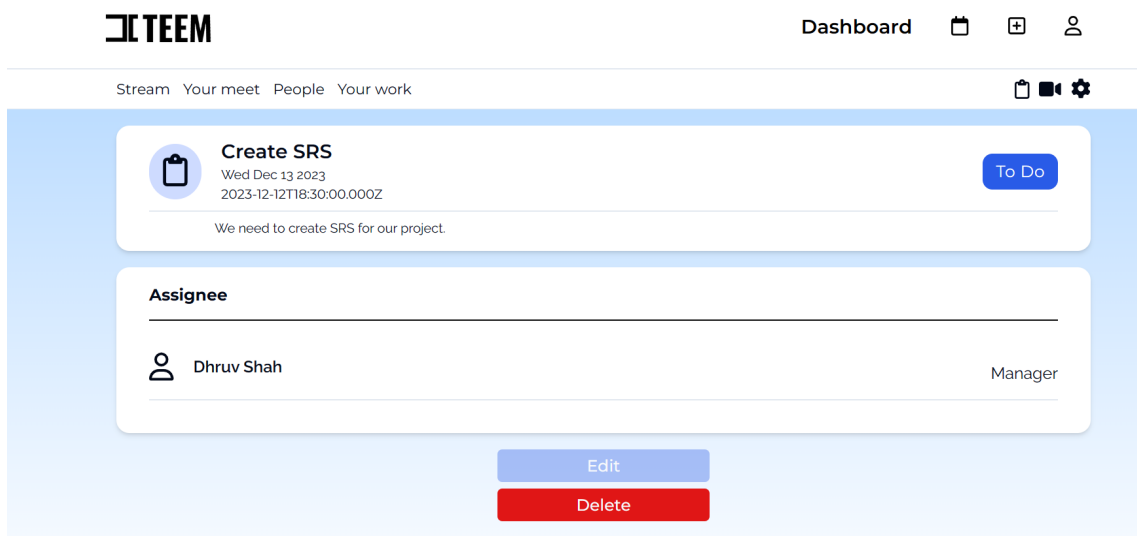 TEEM
Dashboard
Stream Your meet People Your work
Create SRS
Wed Dec 13 2023
2023-12-12T18:30:00.000Z
To Do
We need to create SRS for our project.
Assignee
Dhruv Shah
Manager
Edit
Delete